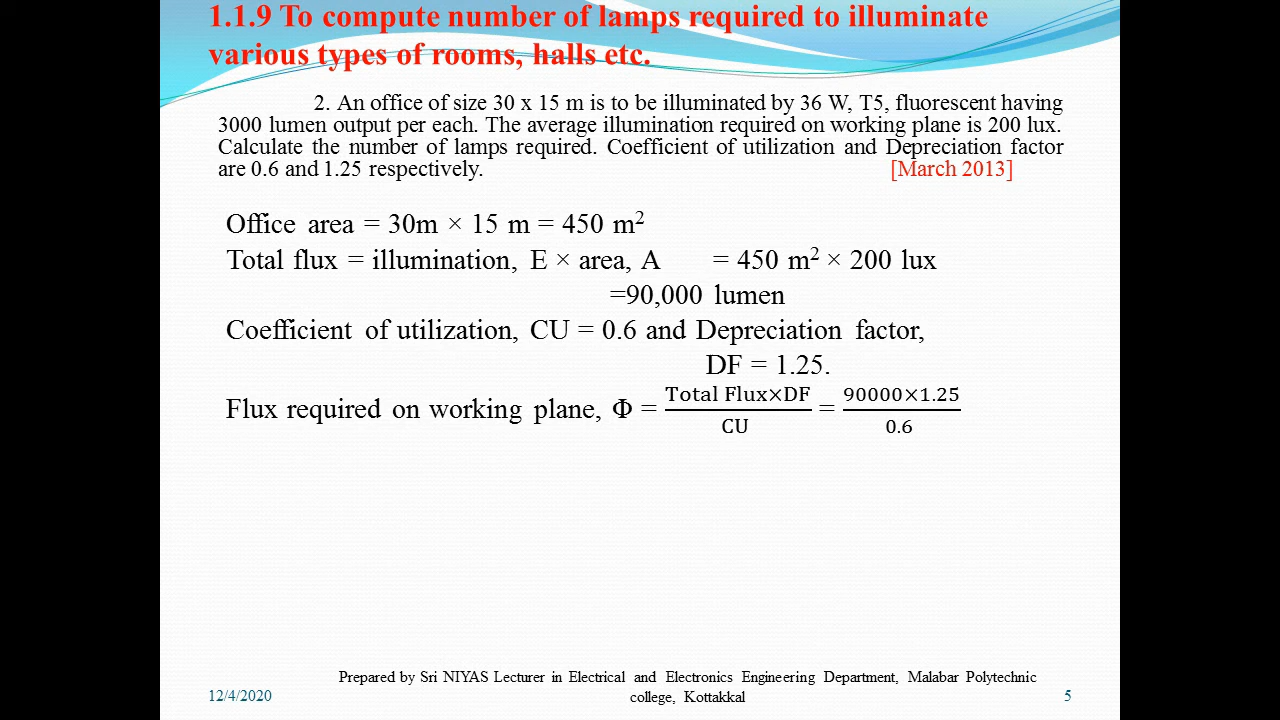 1.1.9 To compute number of lamps required to illuminate
various types of rooms, halls etc.
2. An office of size 30 x 15 m is to be illuminated by 36 W, T5, fluorescent having
3000 lumen output per each. The average illumination required on working plane is 200 lux.
Calculate the number of lamps required. Coefficient of utilization and Depreciation factor
are 0.6 and 1.25 respectively. [March 2013]
Office area = 30m × 15 m = 450 m²
Total flux = illumination, E × area, A = 450 m² × 200 lux
=90,000 lumen
Coefficient of utilization, CU = 0.6 and Depreciation factor,
DF = 1.25.
Flux required on working plane, Φ = Total Flux×DF / CU = 90000×1.25 / 0.6
Prepared by Sri NIYAS Lecturer in Electrical and Electronics Engineering Department, Malabar Polytechnic
12/4/2020 college, Kottakkal 5